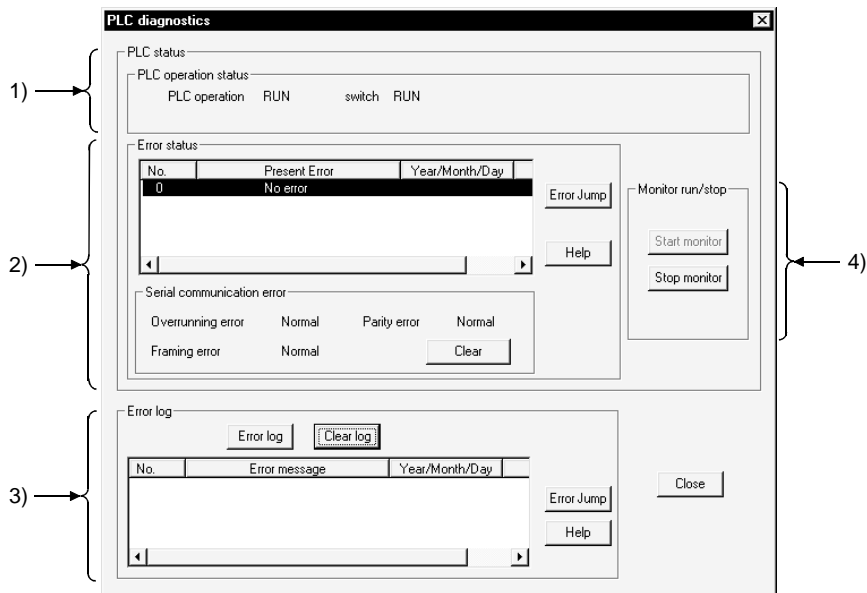 PLC diagnostics
PLC status
PLC operation status
PLC operation RUN switch RUN
1)
Error status
No. Present Error Year/Month/Day
0 No error
Error Jump
Help
Monitor run/stop
Start monitor
Stop monitor
2)
4)
Serial communication error
Overrunning error Normal Parity error Normal
Framing error Normal Clear
Error log
Error log Clear log
No. Error message Year/Month/Day
Error Jump
Help
Close
3)